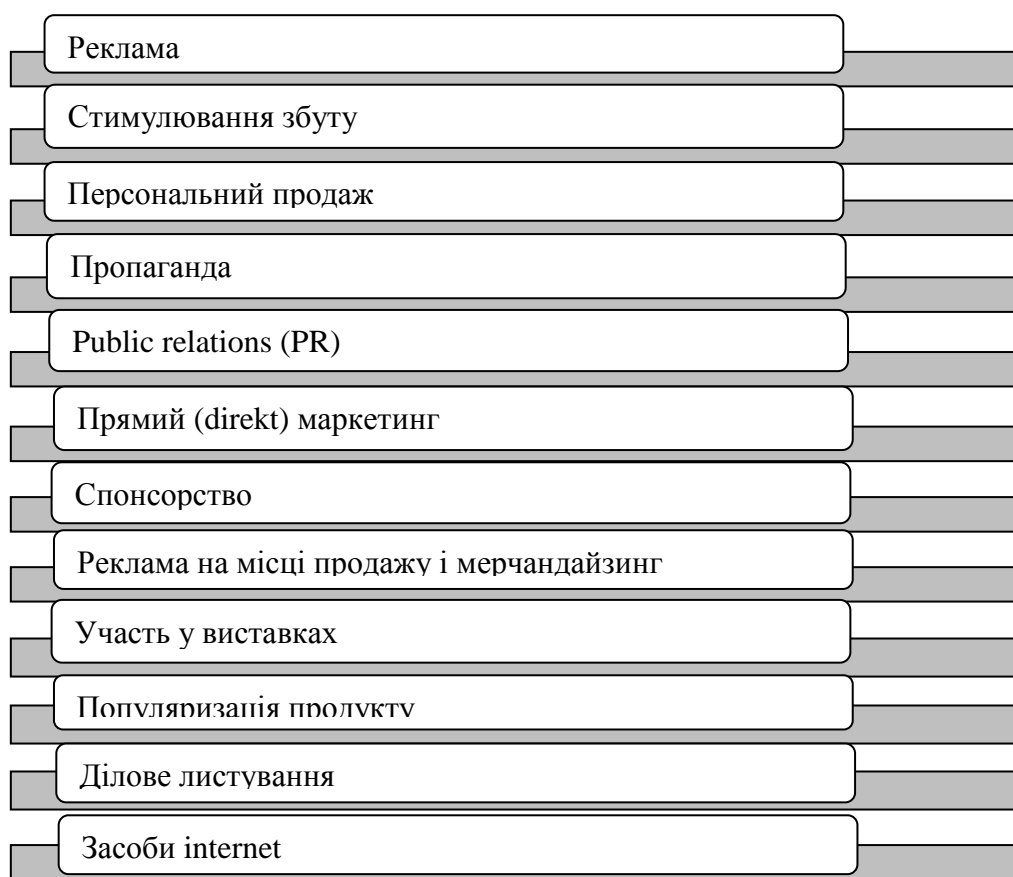 Реклама
Стимулювання збуту
Персональний продаж
Пропаганда
Public relations (PR)
Прямий (direkt) маркетинг
Спонсорство
Реклама на місці продажу і мерчандайзинг
Участь у виставках
Популяризація продукту
Ділове листування
Засоби internet